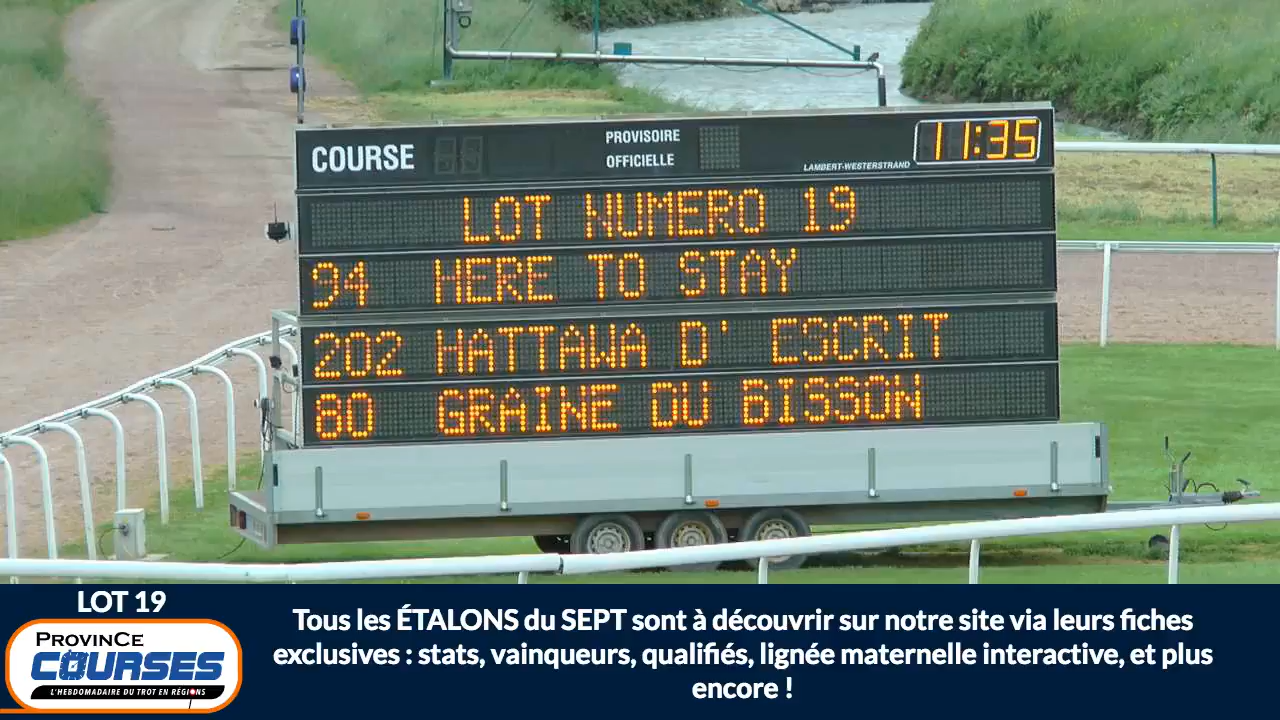 COURSE
PROVISOIRE
OFFICIELLE
LAMBERT-WESTERSTRAND
11:35
LOT NUMERO 19
94 HERE TO STAY
202 HATTAWA D' ESCRIT
80 GRAINE DU BISSON
LOT 19
PROVINCE
COURSES
L'HEBDOMADAIRE DU TROT EN RÉGIONS
Tous les ÉTALONS du SEPT sont à découvrir sur notre site via leurs fiches
exclusives : stats, vainqueurs, qualifiés, lignée maternelle interactive, et plus
encore !